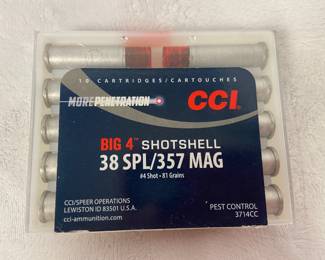 10 CARTRIDGES/CARTOUCHES
MORE PENETRATION
CCI
BIG 4™ SHOTSHELL
38 SPL/357 MAG
#4 Shot • 81 Grains
CCI/SPEER OPERATIONS
LEWISTON ID 83501 U.S.A.
cci-ammunition.com
PEST CONTROL
3714CC